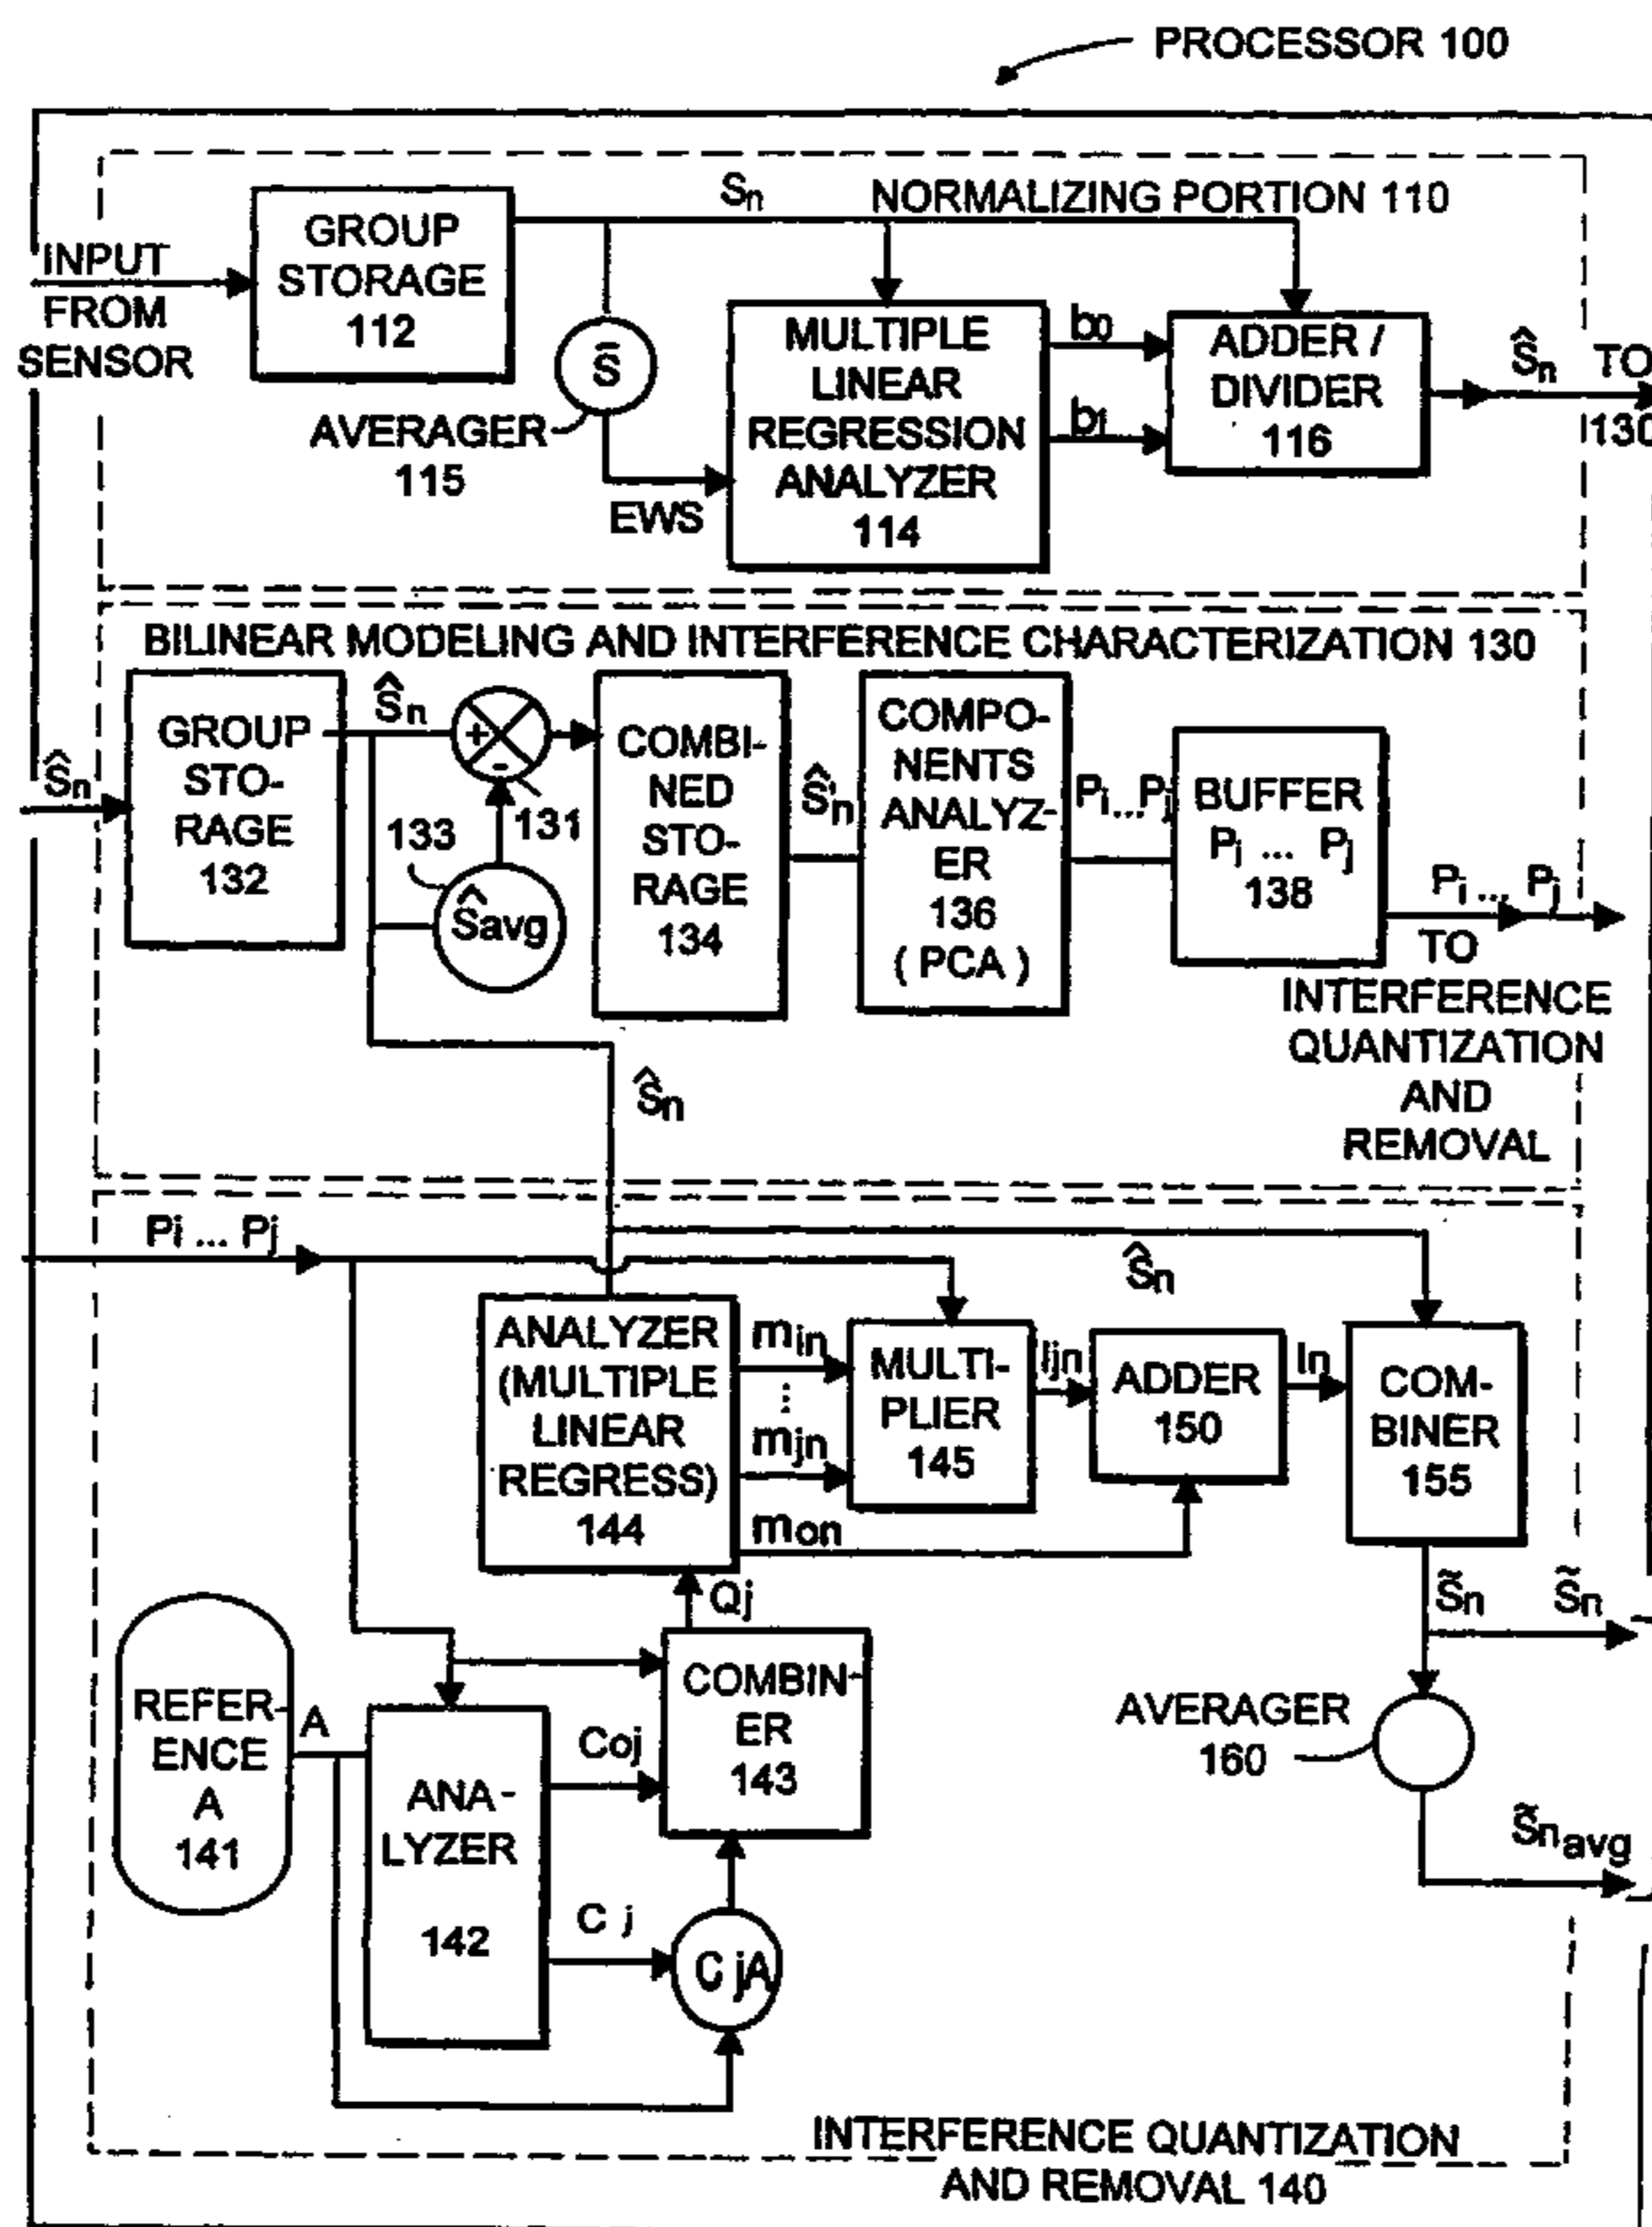 PROCESSOR 100
NORMALIZING PORTION 110
INPUT
FROM
SENSOR
GROUP
STORAGE
112
Sn
S̄
AVERAGER
115
EWS
MULTIPLE
LINEAR
REGRESSION
ANALYZER
114
b0
b1
ADDER /
DIVIDER
116
Ŝn
TO
130
BILINEAR MODELING AND INTERFERENCE CHARACTERIZATION 130
Ŝn
GROUP
STO-
RAGE
132
Ŝn
+
-
131
133
Ŝavg
COMBI-
NED
STO-
RAGE
134
Ŝ'n
COMPO-
NENTS
ANALYZ-
ER
136
( PCA )
Pi...Pj
BUFFER
Pi ... Pj
138
Pi ... Pj
TO
INTERFERENCE
QUANTIZATION
AND
REMOVAL
Ŝn
Pi ... Pj
Ŝn
ANALYZER
(MULTIPLE
LINEAR
REGRESS)
144
min
⋮
mjn
mon
MULTI-
PLIER
145
Ijn
ADDER
150
In
COM-
BINER
155
S̃n
S̃n
Qj
REFER-
ENCE
A
141
A
ANA-
LYZER
142
Coj
COMBIN-
ER
143
C j
C jA
AVERAGER
160
S̃navg
INTERFERENCE QUANTIZATION
AND REMOVAL 140